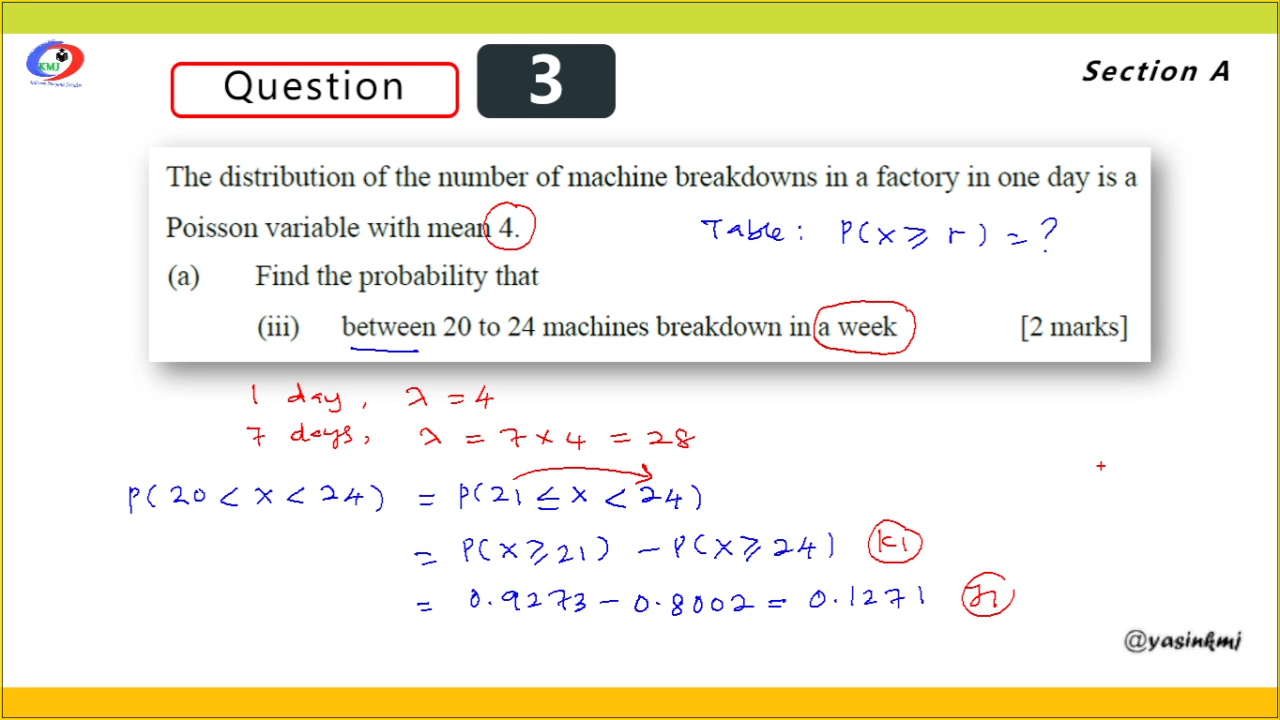 KMJ
Question 3
Section A
The distribution of the number of machine breakdowns in a factory in one day is a
Poisson variable with mean 4.
Table: P(X ≥ r) = ?
(a) Find the probability that
(iii) between 20 to 24 machines breakdown in a week [2 marks]
1 day, λ = 4
7 days, λ = 7 × 4 = 28
P(20 < X < 24) = P(21 ≤ X < 24)
= P(X ≥ 21) − P(X ≥ 24) K1
= 0.9273 − 0.8002 = 0.1271 J1
@yasinkmj